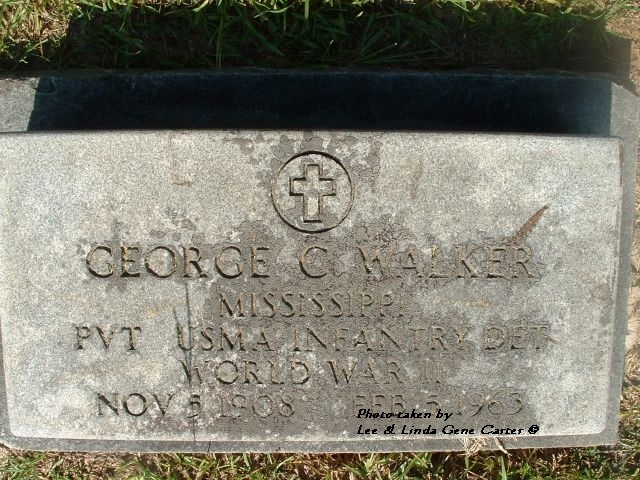 GEORGE C WALKER
MISSISSIPPI
PVT USMA INFANTRY DET
WORLD WAR II
NOV 5 1908 FEB 5 1963
Photo taken by
Lee & Linda Gene Carter ©